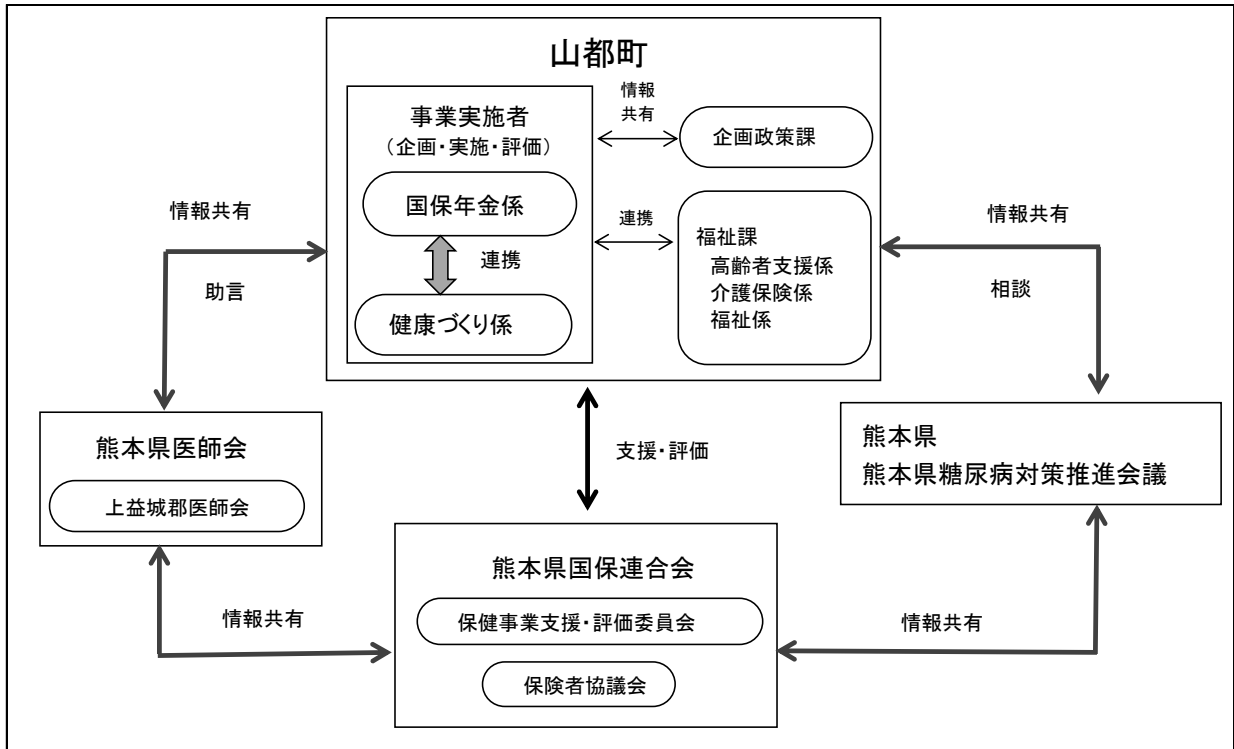 山都町
事業実施者
（企画・実施・評価）
国保年金係
連携
健康づくり係
情報
共有
企画政策課
連携
福祉課
高齢者支援係
介護保険係
福祉係
情報共有
助言
情報共有
相談
熊本県医師会
上益城郡医師会
支援・評価
熊本県
熊本県糖尿病対策推進会議
熊本県国保連合会
保健事業支援・評価委員会
保険者協議会
情報共有
情報共有